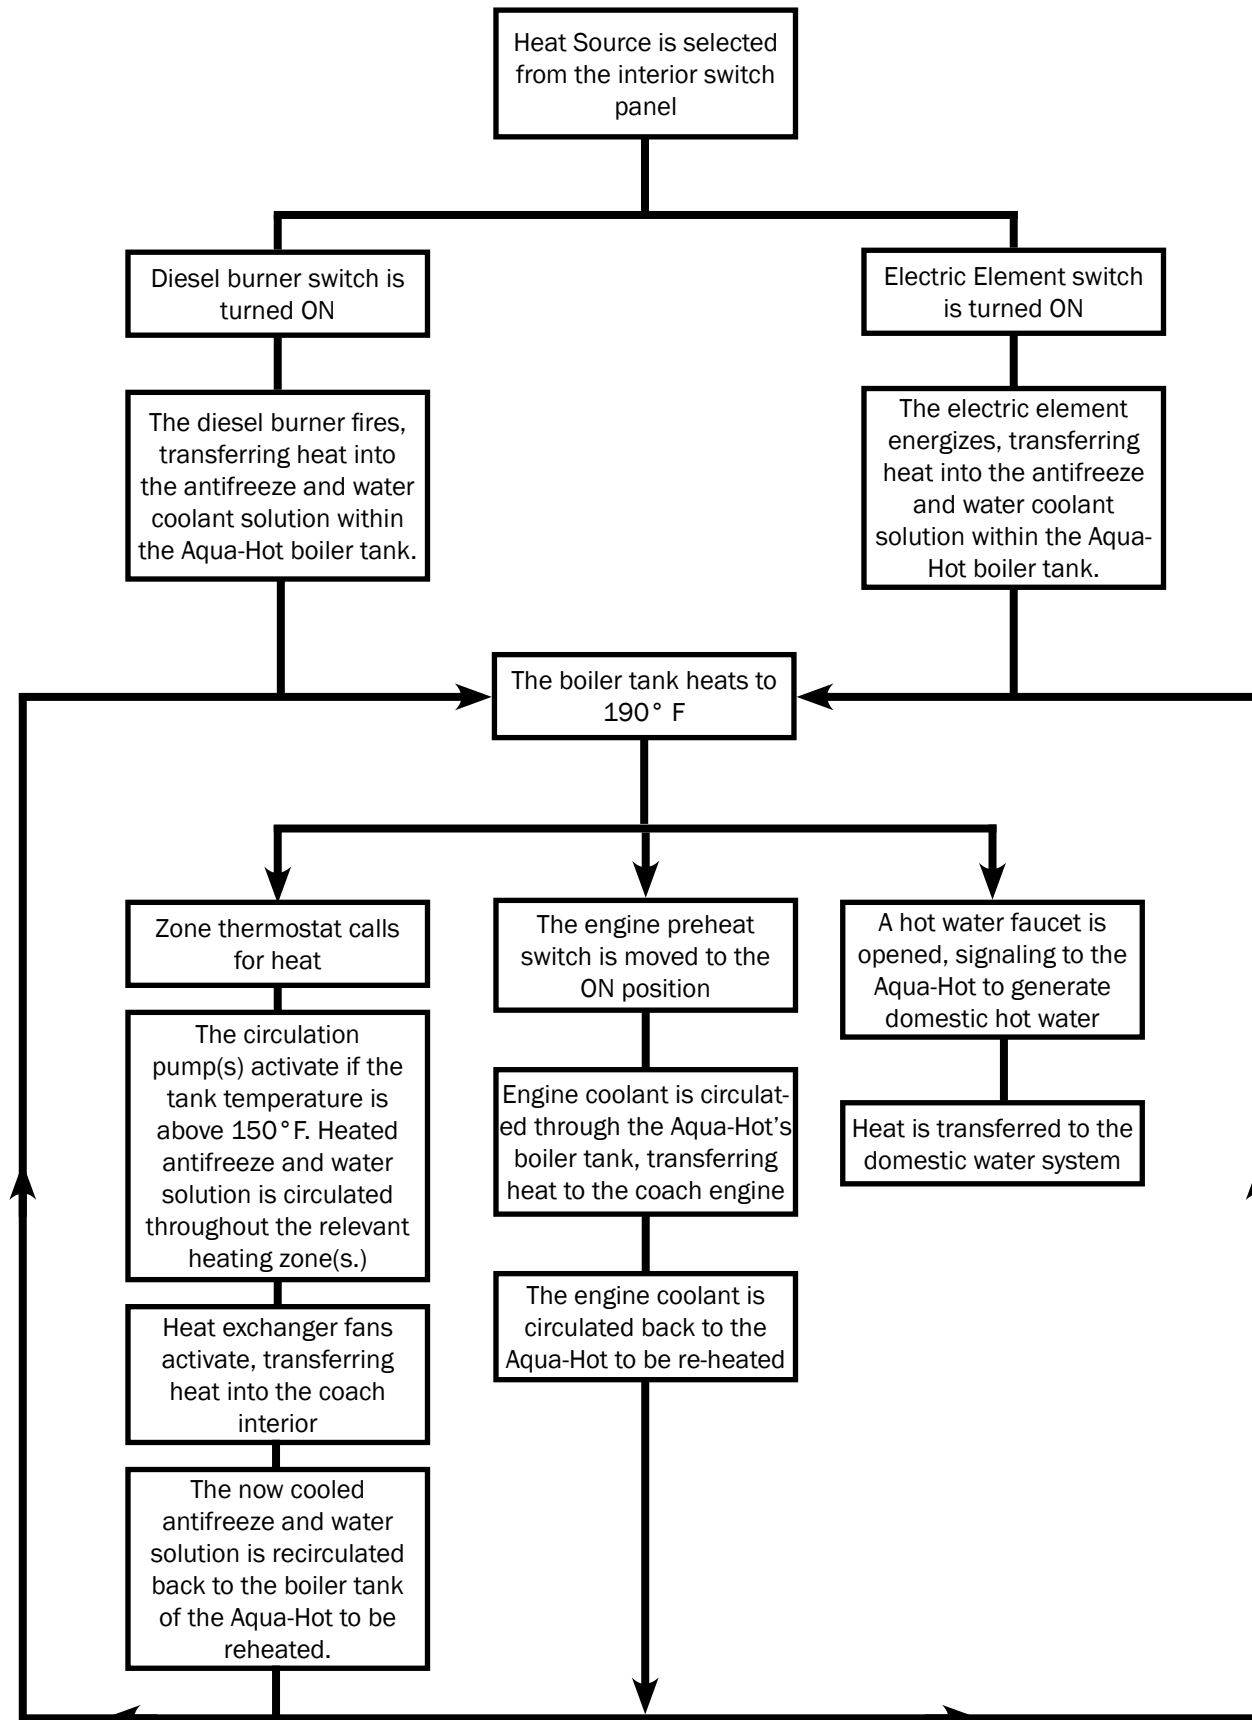 Heat Source is selected
from the interior switch
panel
Diesel burner switch is
turned ON
Electric Element switch
is turned ON
The diesel burner fires,
transferring heat into
the antifreeze and water
coolant solution within
the Aqua-Hot boiler tank.
The electric element
energizes, transferring
heat into the antifreeze
and water coolant
solution within the Aqua-
Hot boiler tank.
The boiler tank heats to
190° F
Zone thermostat calls
for heat
The circulation
pump(s) activate if the
tank temperature is
above 150°F. Heated
antifreeze and water
solution is circulated
throughout the relevant
heating zone(s.)
Heat exchanger fans
activate, transferring
heat into the coach
interior
The now cooled
antifreeze and water
solution is recirculated
back to the boiler tank
of the Aqua-Hot to be
reheated.
The engine preheat
switch is moved to the
ON position
Engine coolant is circulat-
ed through the Aqua-Hot’s
boiler tank, transferring
heat to the coach engine
The engine coolant is
circulated back to the
Aqua-Hot to be re-heated
A hot water faucet is
opened, signaling to the
Aqua-Hot to generate
domestic hot water
Heat is transferred to the
domestic water system